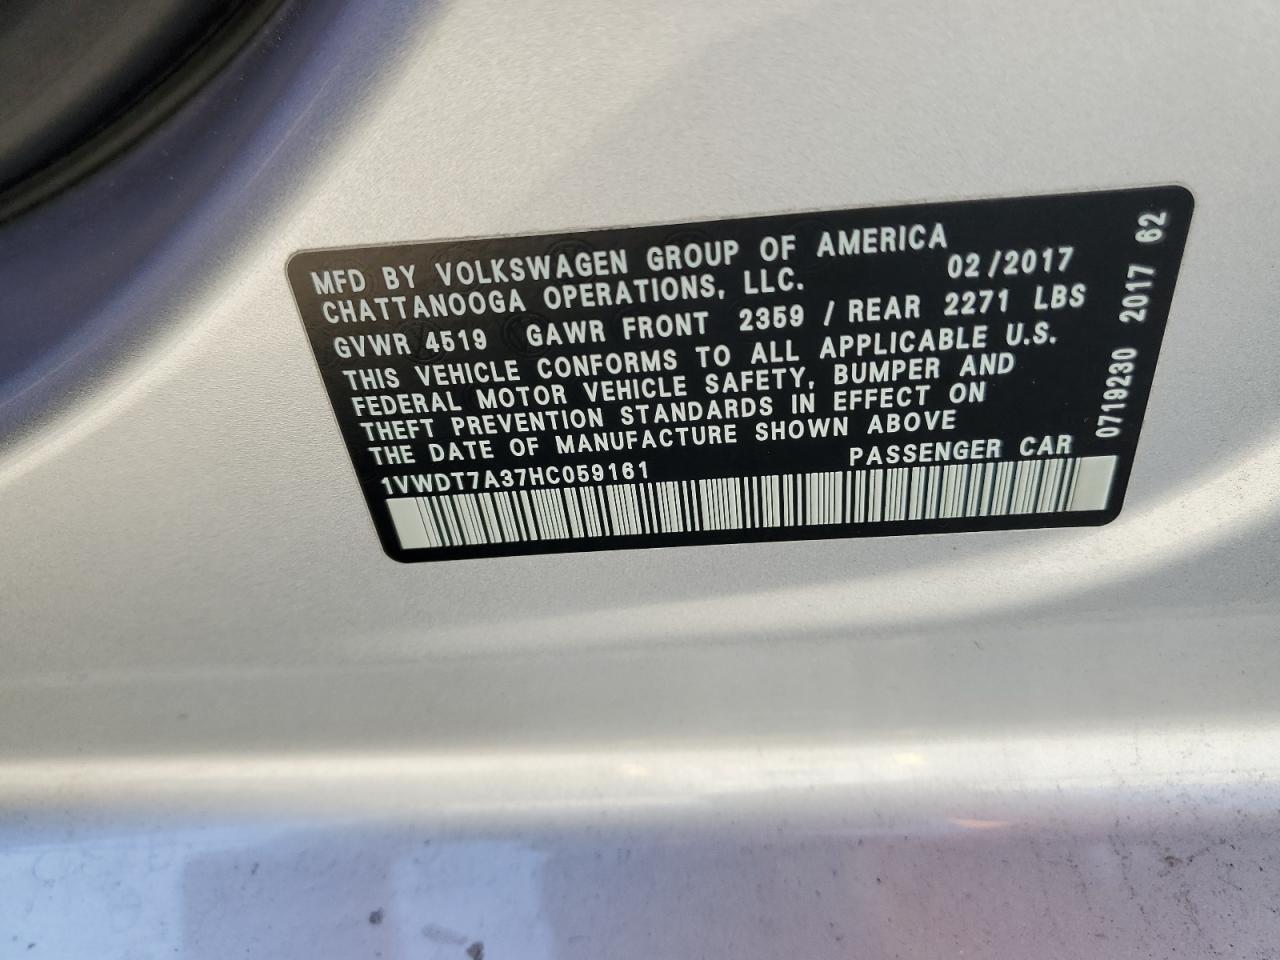 MFD BY VOLKSWAGEN GROUP OF AMERICA
CHATTANOOGA OPERATIONS, LLC. 02/2017
GVWR 4519 GAWR FRONT 2359 / REAR 2271 LBS
THIS VEHICLE CONFORMS TO ALL APPLICABLE U.S.
FEDERAL MOTOR VEHICLE SAFETY, BUMPER AND
THEFT PREVENTION STANDARDS IN EFFECT ON
THE DATE OF MANUFACTURE SHOWN ABOVE
1VWDT7A37HC059161 PASSENGER CAR
0719230 2017 62